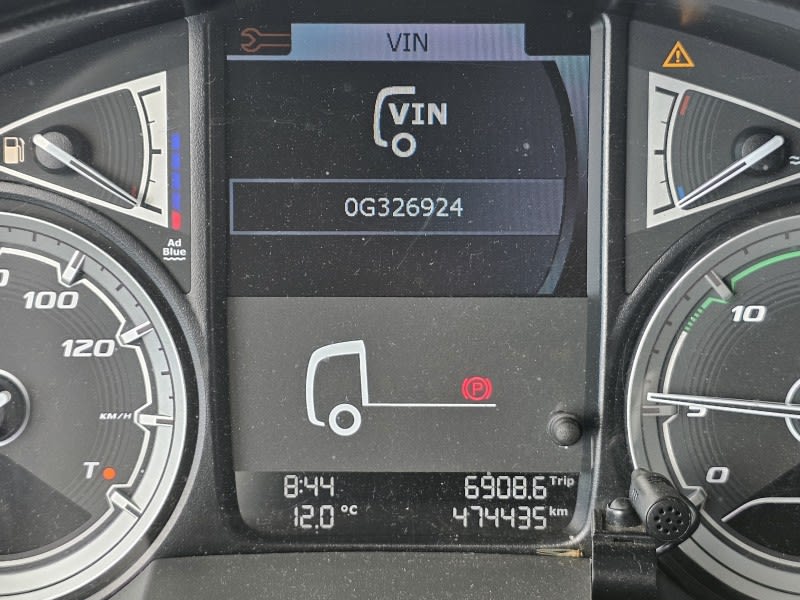 VIN
VIN
0G326924
Ad
Blue
100
120
KM/H
T
10
5
0
P
8:44
6908.6 Trip
12.0 °C
474435 km